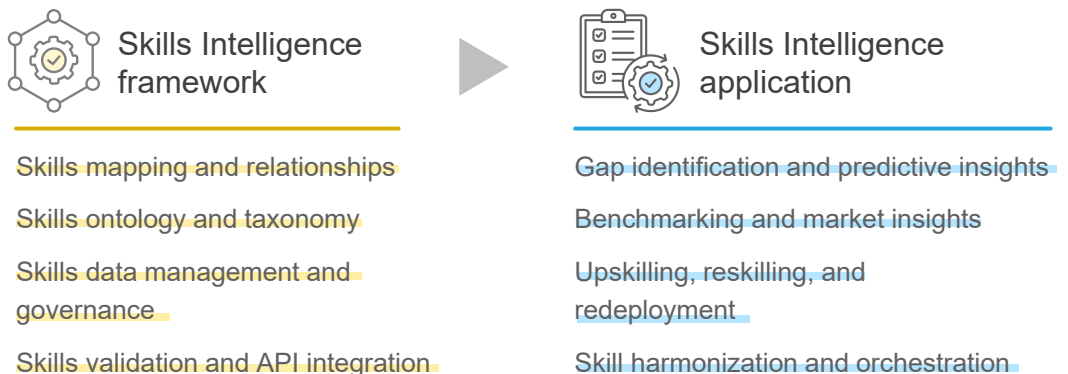 Skills Intelligence
framework
Skills mapping and relationships
Skills ontology and taxonomy
Skills data management and
governance
Skills validation and API integration
Skills Intelligence
application
Gap identification and predictive insights
Benchmarking and market insights
Upskilling, reskilling, and
redeployment
Skill harmonization and orchestration